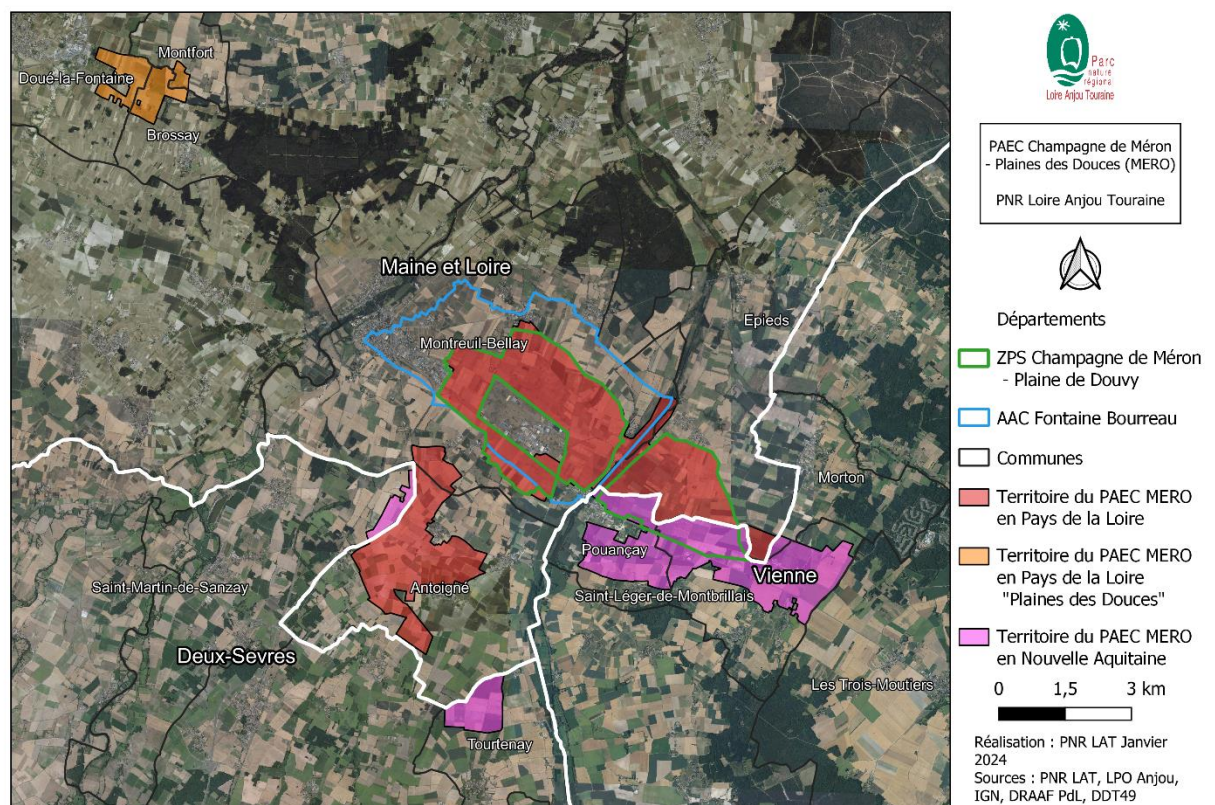 Montfort
Doué-la-Fontaine
Brossay
Maine et Loire
Epieds
Montreuil-Bellay
Morton
Pouançay
Vienne
Saint-Martin-de-Sanzay
Antoigné
Saint-Léger-de-Montbrillais
Deux-Sevres
Les Trois-Moutiers
Tourtenay
Parc
naturel
régional
Loire Anjou Touraine
PAEC Champagne de Méron
- Plaines des Douces (MERO)
PNR Loire Anjou Touraine
Départements
ZPS Champagne de Méron
- Plaine de Douvy
AAC Fontaine Bourreau
Communes
Territoire du PAEC MERO
en Pays de la Loire
Territoire du PAEC MERO
en Pays de la Loire
"Plaines des Douces"
Territoire du PAEC MERO
en Nouvelle Aquitaine
0 1,5 3 km
Réalisation : PNR LAT Janvier
2024
Sources : PNR LAT, LPO Anjou,
IGN, DRAAF PdL, DDT49